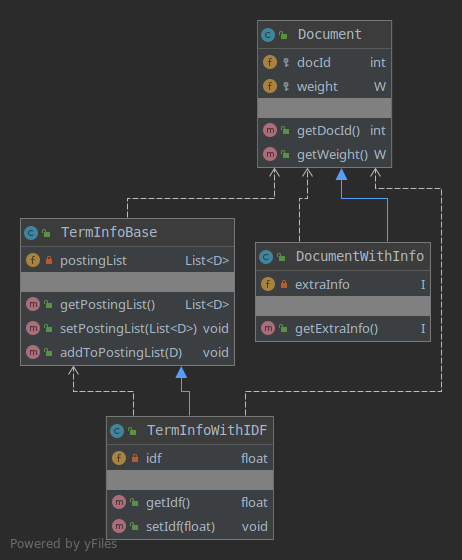 Document
docId int
weight W
getDocId() int
getWeight() W
TermInfoBase
postingList List<D>
getPostingList() List<D>
setPostingList(List<D>) void
addToPostingList(D) void
DocumentWithInfo
extraInfo I
getExtraInfo() I
TermInfoWithIDF
idf float
getIdf() float
setIdf(float) void
Powered by yFiles